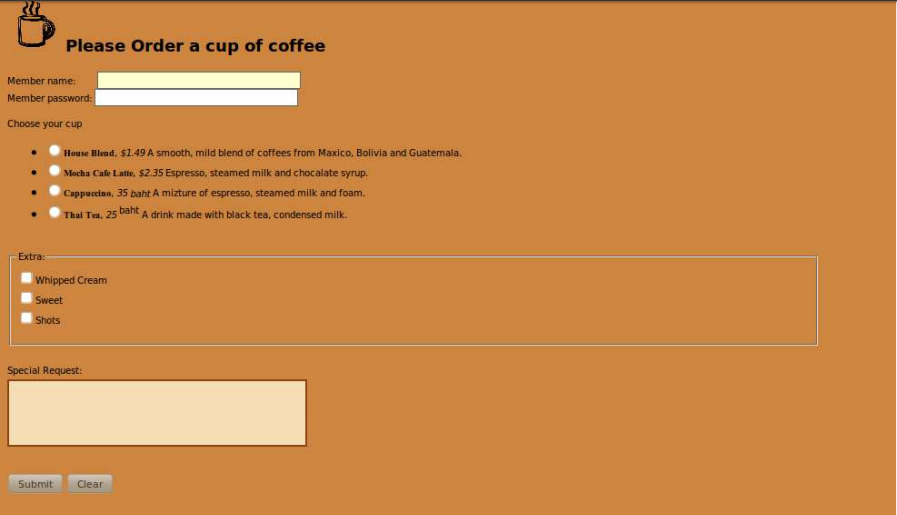 Please Order a cup of coffee
Member name:
Member password:
Choose your cup
House Blend, $1.49 A smooth, mild blend of coffees from Maxico, Bolivia and Guatemala.
Mocha Cafe Latte, $2.35 Espresso, steamed milk and chocalate syrup.
Cappuccino, 35 baht A mizture of espresso, steamed milk and foam.
Thai Tea, 25 baht A drink made with black tea, condensed milk.
Extra:
Whipped Cream
Sweet
Shots
Special Request:
Submit Clear